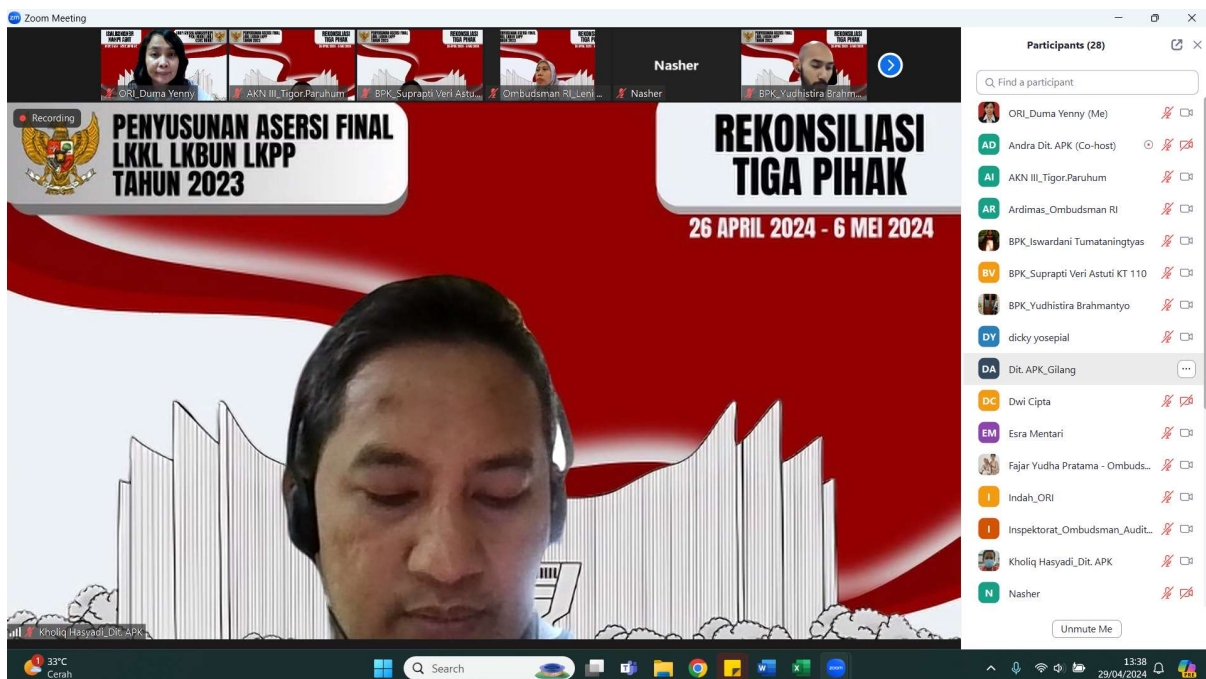 Zoom Meeting
ORI_Duma Yenny
AKN III_Tigor.Paruhum
BPK_Suprapti Veri Astu...
Ombudsman RI_Leni ...
Nasher
Nasher
BPK_Yudhistira Brahm...
Recording
PENYUSUNAN ASERSI FINAL
LKKL LKBUN LKPP
TAHUN 2023
REKONSILIASI
TIGA PIHAK
26 APRIL 2024 - 6 MEI 2024
Kholiq Hasyadi_Dit. APK
Participants (28)
Find a participant
ORI_Duma Yenny (Me)
AD Andra Dit. APK (Co-host)
AI AKN III_Tigor.Paruhum
AR Ardimas_Ombudsman RI
BPK_Iswardani Tumataningtyas
BV BPK_Suprapti Veri Astuti KT 110
BPK_Yudhistira Brahmantyo
DY dicky yosepial
DA Dit. APK_Gilang
DC Dwi Cipta
EM Esra Mentari
Fajar Yudha Pratama - Ombuds...
I Indah_ORI
I Inspektorat_Ombudsman_Audit...
Kholiq Hasyadi_Dit. APK
N Nasher
Unmute Me
1
33°C
Cerah
Search
13:38
29/04/2024